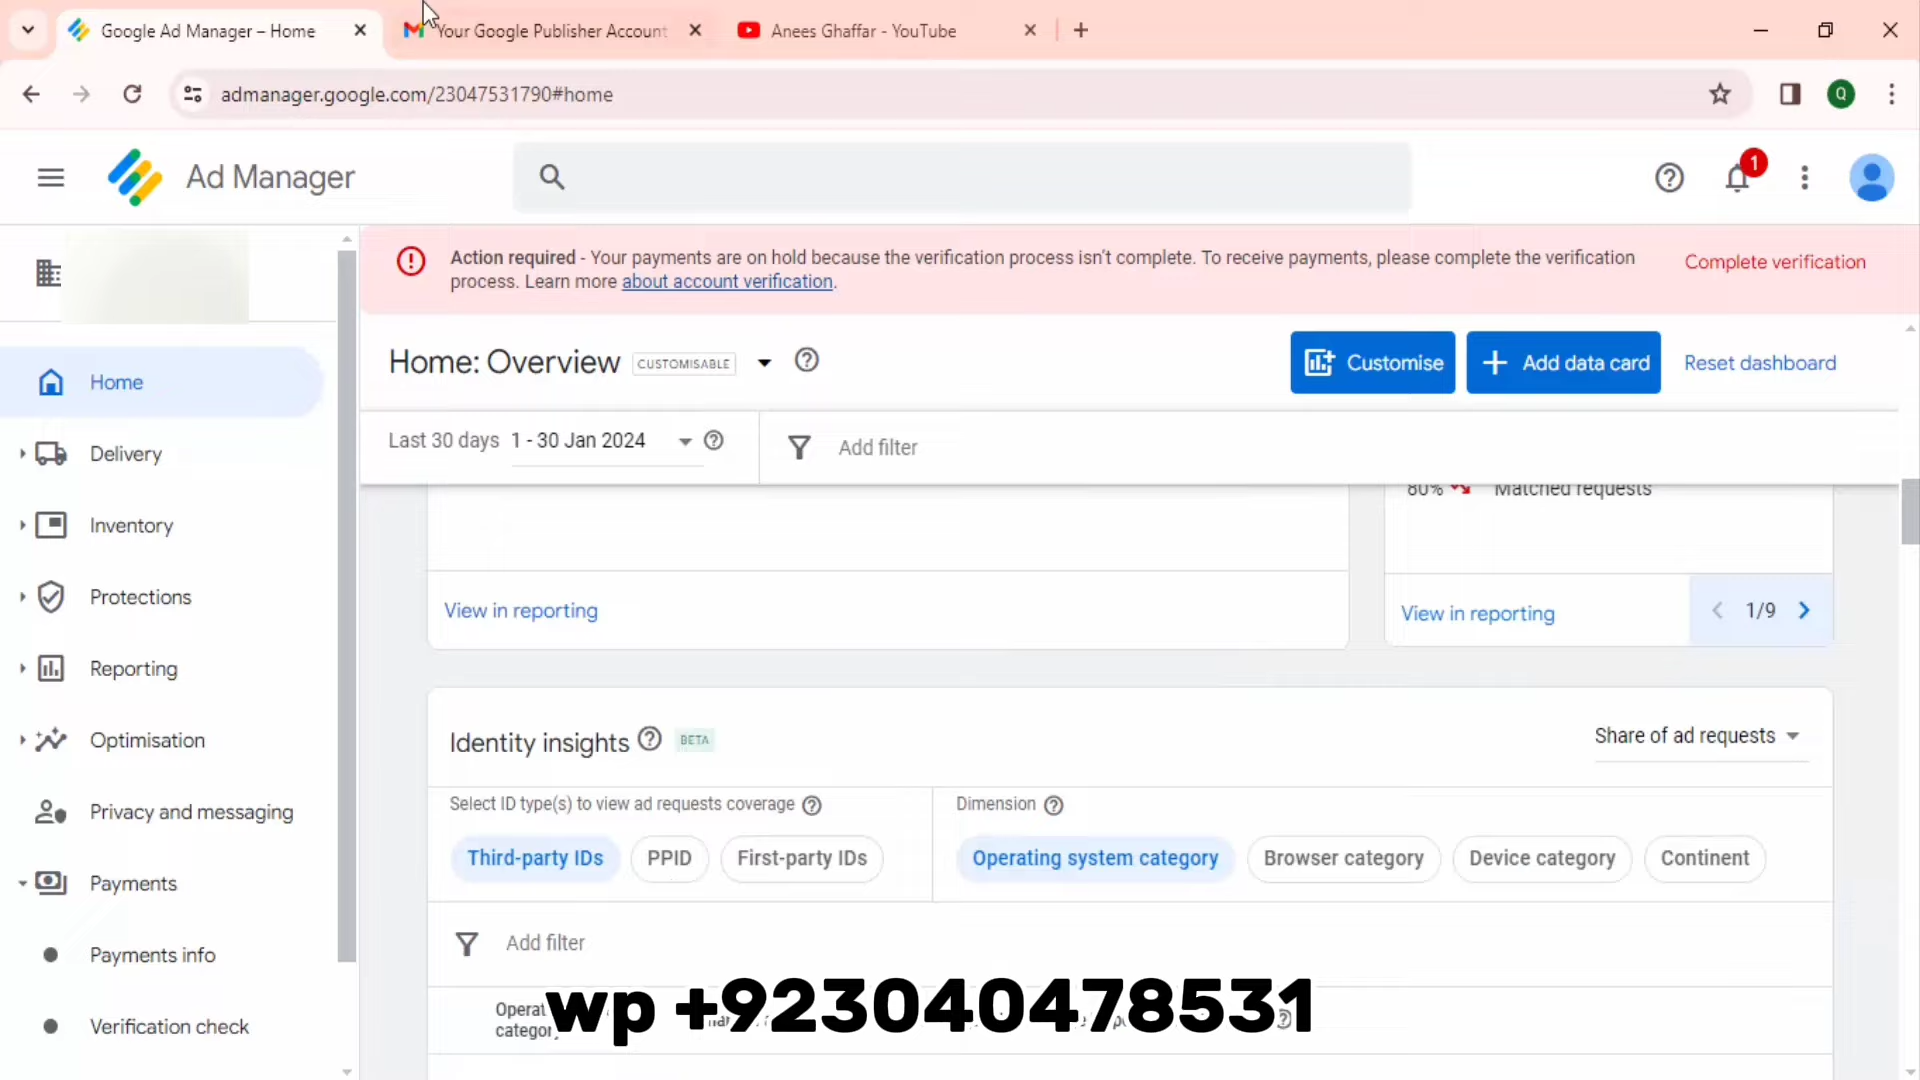 Google Ad Manager – Home
Your Google Publisher Account
Anees Ghaffar - YouTube
admanager.google.com/23047531790#home
Q
Ad Manager
1
Action required - Your payments are on hold because the verification process isn't complete. To receive payments, please complete the verification
process. Learn more about account verification.
Complete verification
Home: Overview
CUSTOMISABLE
Customise
Add data card
Reset dashboard
Last 30 days 1 - 30 Jan 2024
Add filter
Home
Delivery
Inventory
Protections
Reporting
Optimisation
Privacy and messaging
Payments
Payments info
Verification check
80% Matched requests
View in reporting
View in reporting
1/9
Identity insights
BETA
Share of ad requests
Select ID type(s) to view ad requests coverage
Dimension
Third-party IDs
PPID
First-party IDs
Operating system category
Browser category
Device category
Continent
Add filter
category
wp +923040478531